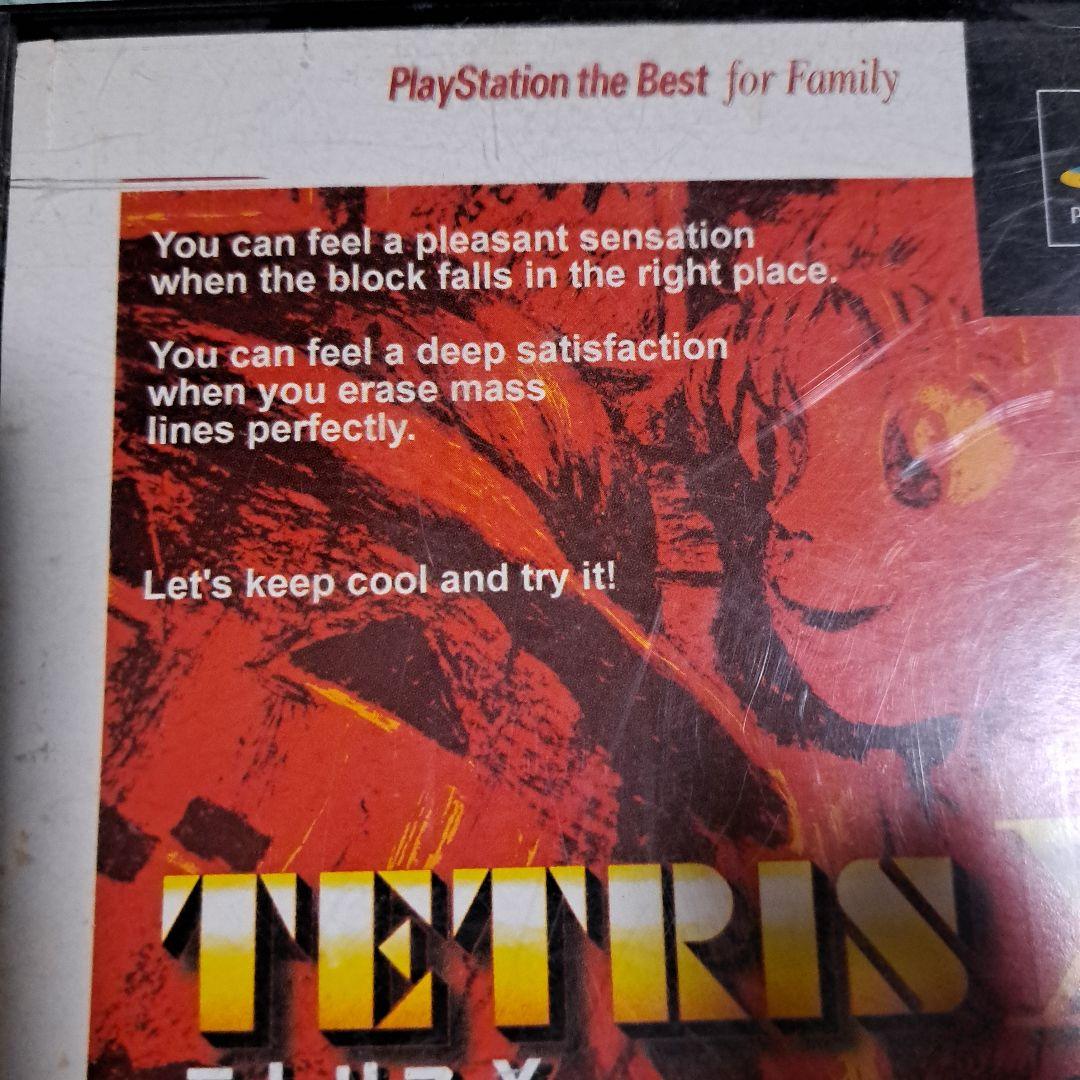 PlayStation the Best for Family
You can feel a pleasant sensation
when the block falls in the right place.
You can feel a deep satisfaction
when you erase mass
lines perfectly.
Let's keep cool and try it!
TETRIS